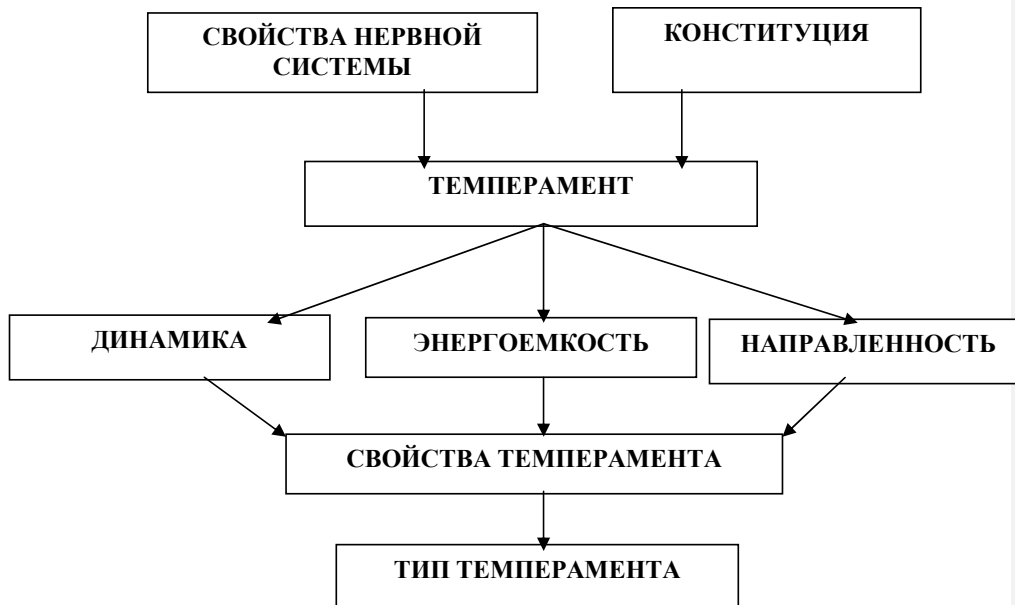 СВОЙСТВА НЕРВНОЙ
СИСТЕМЫ
КОНСТИТУЦИЯ
ТЕМПЕРАМЕНТ
ДИНАМИКА
ЭНЕРГОЕМКОСТЬ
НАПРАВЛЕННОСТЬ
СВОЙСТВА ТЕМПЕРАМЕНТА
ТИП ТЕМПЕРАМЕНТА